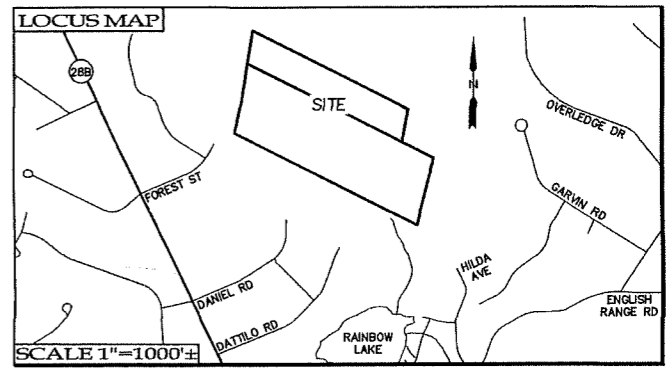 LOCUS MAP
28B
SITE
N
OVERLEDGE DR
FOREST ST
GARVIN RD
HILDA
AVE
DANIEL RD
ENGLISH
RANGE RD
DATTILO RD
RAINBOW
LAKE
SCALE 1"=1000'±